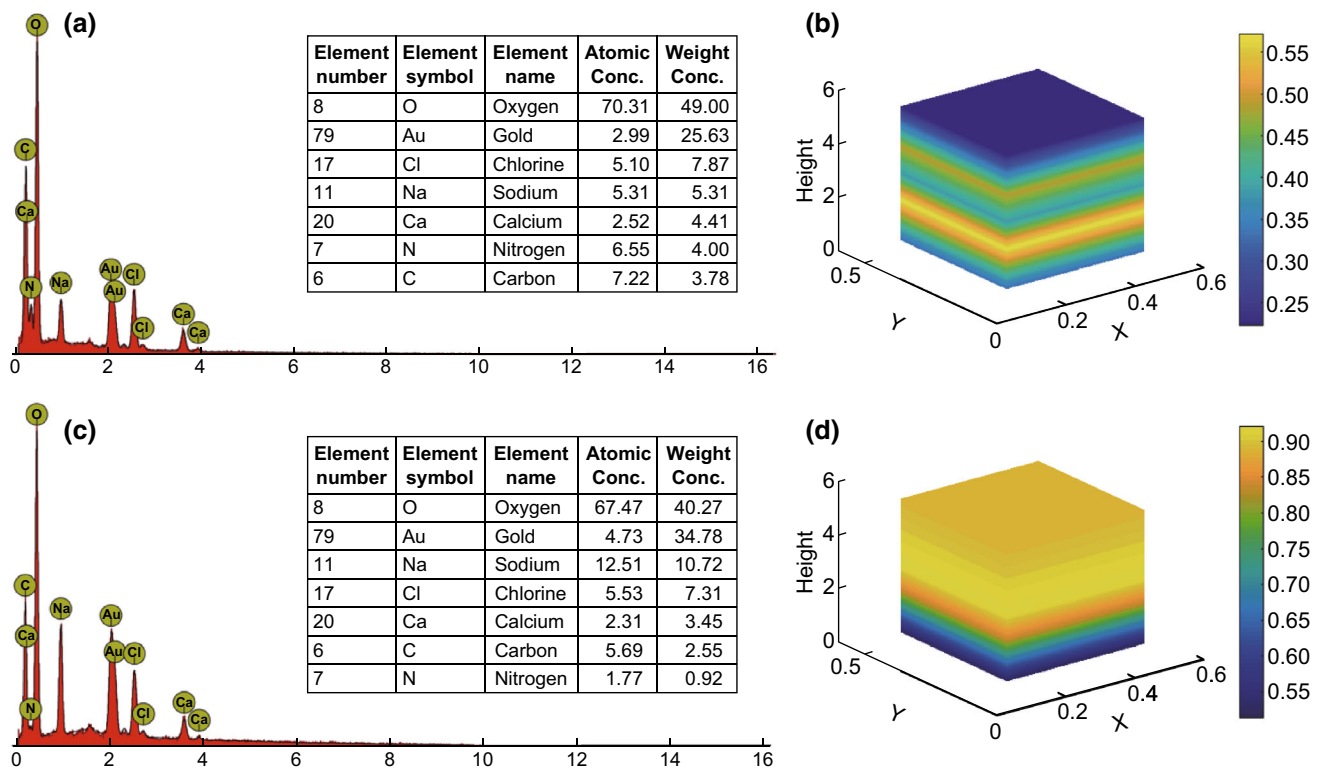 (a)
O
C
Ca
N
Na
Au
Au
Cl
Cl
Ca
Ca
0 2 4 6 8 10 12 14 16
Element number Element symbol Element name Atomic Conc. Weight Conc.
8 O Oxygen 70.31 49.00
79 Au Gold 2.99 25.63
17 Cl Chlorine 5.10 7.87
11 Na Sodium 5.31 5.31
20 Ca Calcium 2.52 4.41
7 N Nitrogen 6.55 4.00
6 C Carbon 7.22 3.78
(b)
6
4
2
0
Height
0.5
Y
0
0.2
0.4
0.6
X
0.55
0.50
0.45
0.40
0.35
0.30
0.25
(c)
O
C
Ca
N
Na
Au
Au
Cl
Cl
Ca
Ca
0 2 4 6 8 10 12 14 16
Element number Element symbol Element name Atomic Conc. Weight Conc.
8 O Oxygen 67.47 40.27
79 Au Gold 4.73 34.78
11 Na Sodium 12.51 10.72
17 Cl Chlorine 5.53 7.31
20 Ca Calcium 2.31 3.45
6 C Carbon 5.69 2.55
7 N Nitrogen 1.77 0.92
(d)
6
4
2
0
Height
0.5
Y
0
0.2
0.4
0.6
X
0.90
0.85
0.80
0.75
0.70
0.65
0.60
0.55